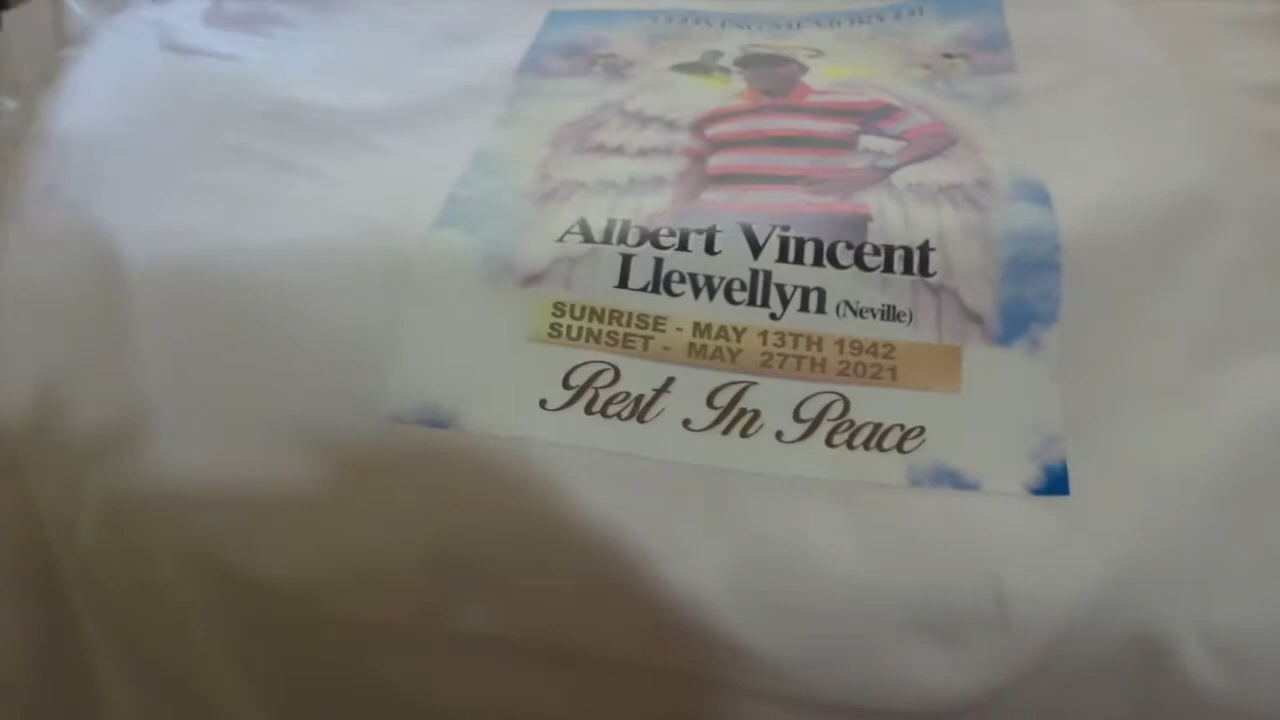 Albert Vincent
Llewellyn (Neville)
SUNRISE - MAY 13TH 1942
SUNSET - MAY 27TH 2021
Rest In Peace